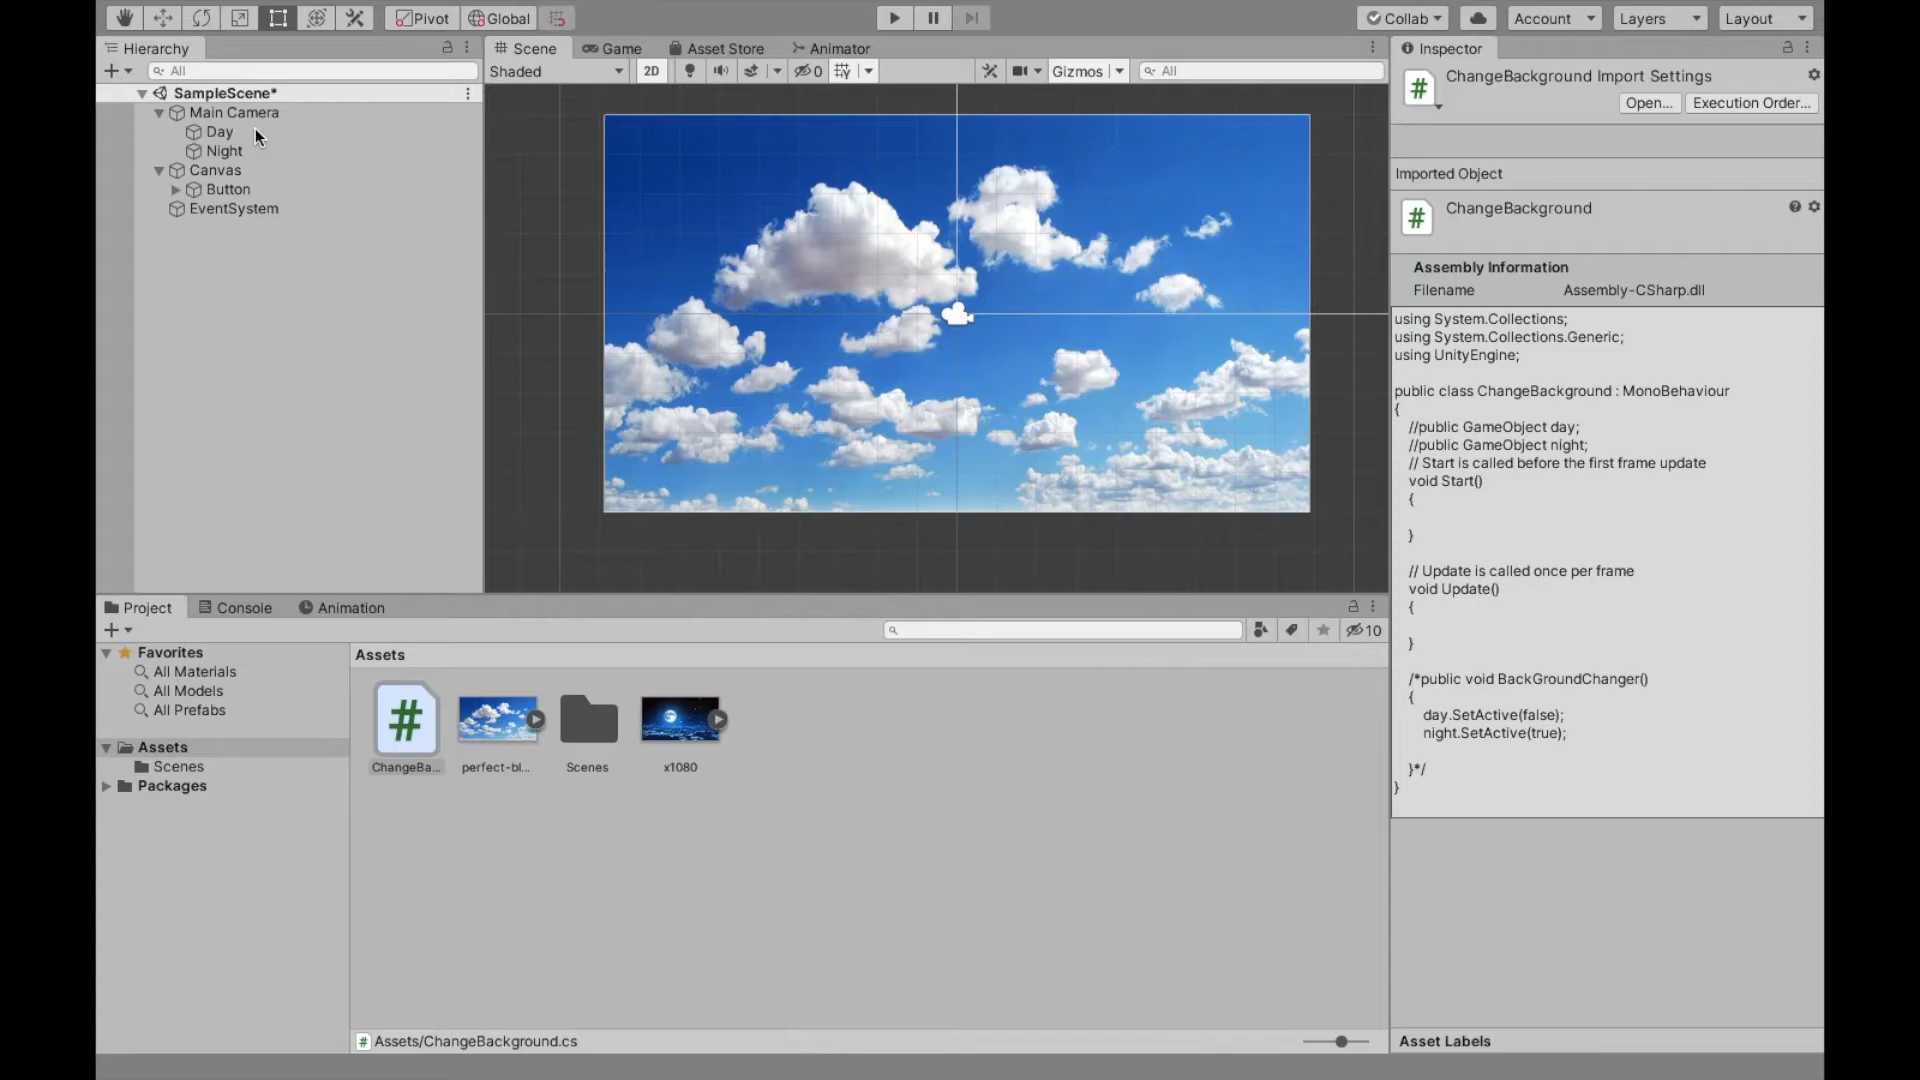 Pivot Global Collab Account Layers Layout
Hierarchy
All
SampleScene*
Main Camera
Day
Night
Canvas
Button
EventSystem
Scene Game Asset Store Animator
Shaded 2D 0 Gizmos All
Inspector
ChangeBackground Import Settings
Open... Execution Order...
Imported Object
ChangeBackground
Assembly Information
Filename Assembly-CSharp.dll
using System.Collections;
using System.Collections.Generic;
using UnityEngine;
public class ChangeBackground : MonoBehaviour
{
//public GameObject day;
//public GameObject night;
// Start is called before the first frame update
void Start()
{
}
// Update is called once per frame
void Update()
{
}
/*public void BackGroundChanger()
{
day.SetActive(false);
night.SetActive(true);
}*/
}
Asset Labels
Project Console Animation
10
Favorites
All Materials
All Models
All Prefabs
Assets
Scenes
Packages
Assets
ChangeBa... perfect-bl... Scenes x1080
Assets/ChangeBackground.cs